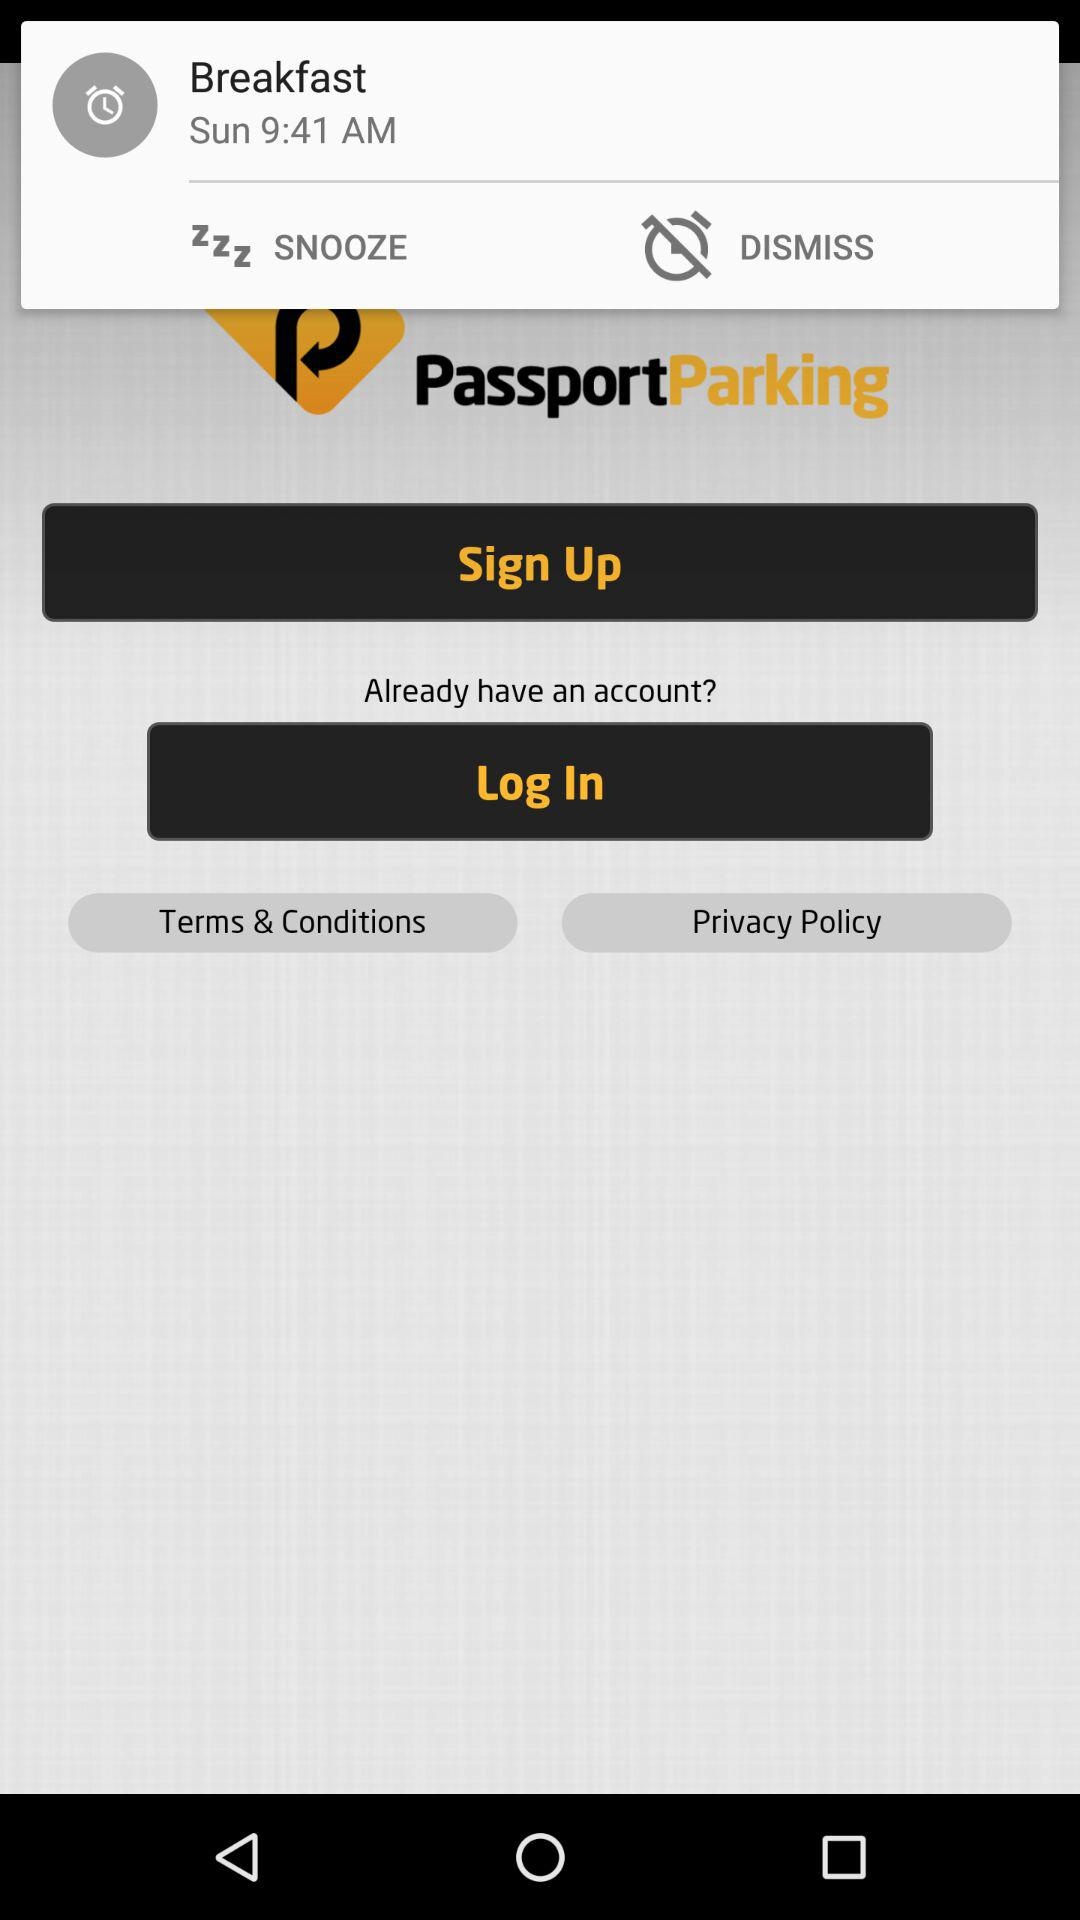 Breakfast
Sun 9:41 AM
zzz SNOOZE DISMISS
PassportParking
Sign Up
Already have an account?
Log In
Terms & Conditions Privacy Policy